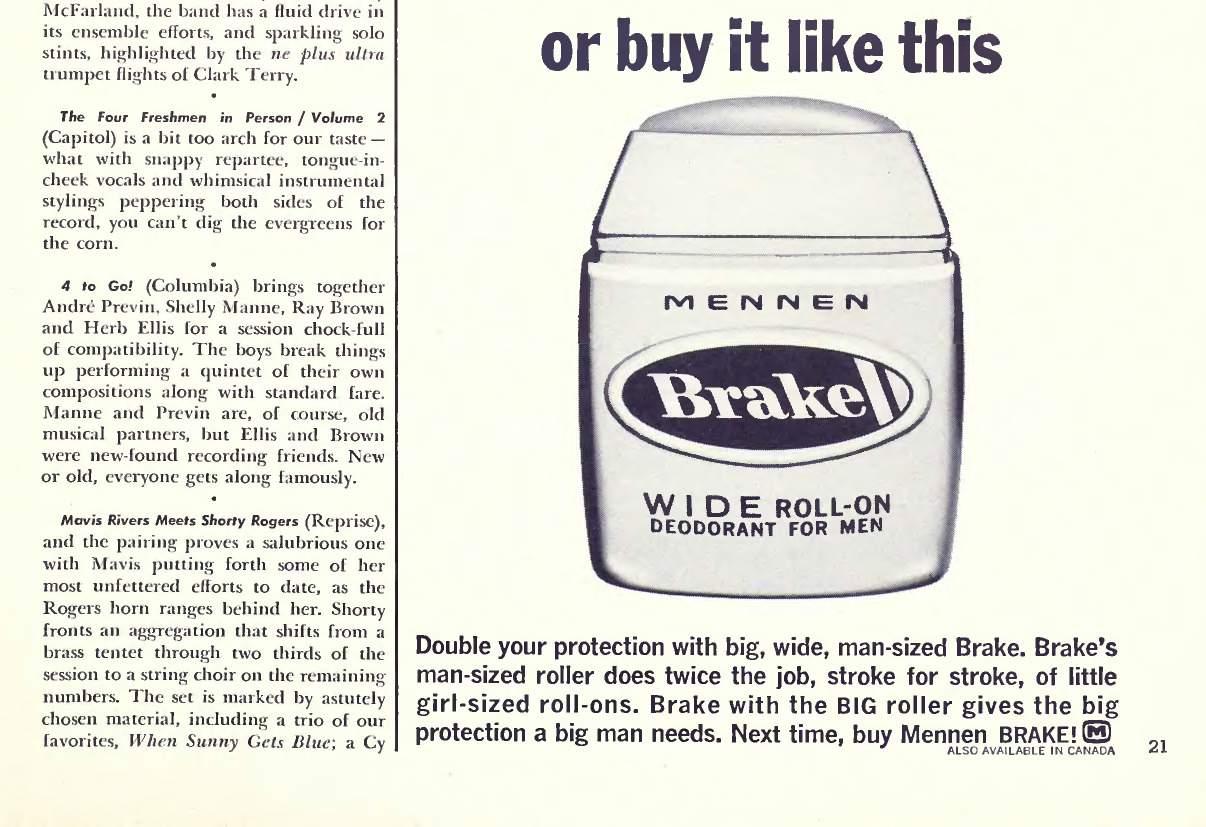 McFarland, the band has a fluid drive in
its ensemble efforts, and sparkling solo
stints, highlighted by the ne plus ultra
trumpet flights of Clark Terry.
•
The Four Freshmen in Person / Volume 2
(Capitol) is a bit too arch for our taste —
what with snappy repartee, tongue-in-
cheek vocals and whimsical instrumental
stylings peppering both sides of the
record, you can't dig the evergreens for
the corn.
•
4 to Go! (Columbia) brings together
André Previn, Shelly Manne, Ray Brown
and Herb Ellis for a session chock-full
of compatibility. The boys break things
up performing a quintet of their own
compositions along with standard fare.
Manne and Previn are, of course, old
musical partners, but Ellis and Brown
were new-found recording friends. New
or old, everyone gets along famously.
•
Mavis Rivers Meets Shorty Rogers (Reprise),
and the pairing proves a salubrious one
with Mavis putting forth some of her
most unfettered efforts to date, as the
Rogers horn ranges behind her. Shorty
fronts an aggregation that shifts from a
brass tentet through two thirds of the
session to a string choir on the remaining
numbers. The set is marked by astutely
chosen material, including a trio of our
favorites, When Sunny Gets Blue; a Cy
or buy it like this
MENNEN
Brake
WIDE ROLL-ON
DEODORANT FOR MEN
Double your protection with big, wide, man-sized Brake. Brake's
man-sized roller does twice the job, stroke for stroke, of little
girl-sized roll-ons. Brake with the BIG roller gives the big
protection a big man needs. Next time, buy Mennen BRAKE! M
ALSO AVAILABLE IN CANADA
21